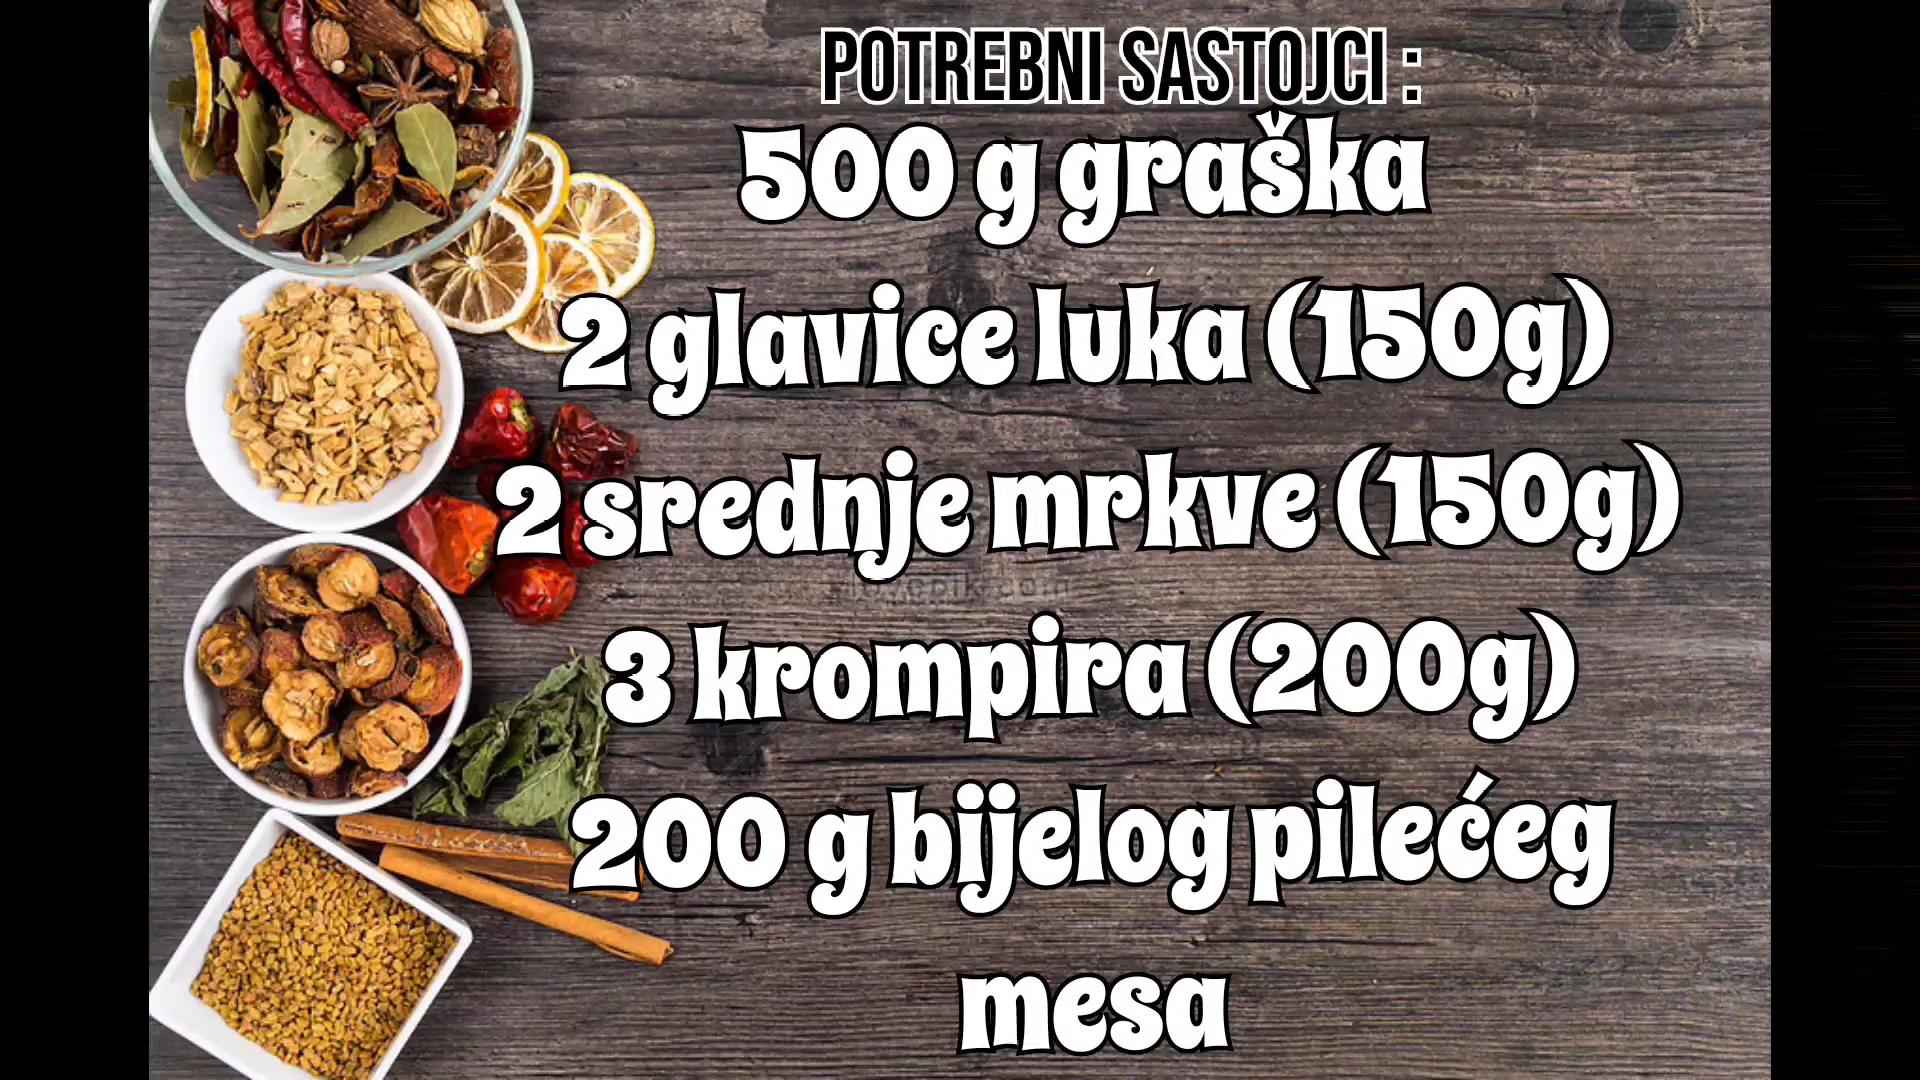 POTREBNI SASTOJCI :
500 g graška
2 glavice luka (150g)
2 srednje mrkve (150g)
3 krompira (200g)
200 g bijelog pilećeg
mesa